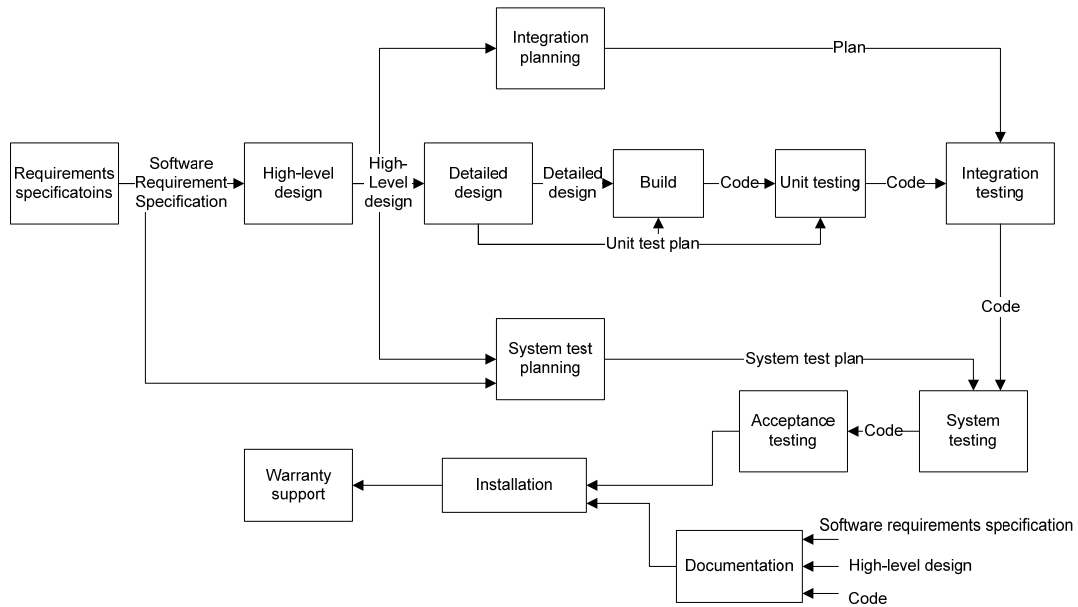 Integration
planning
Plan
Requirements
specificatoins
Software
Requirement
Specification
High-level
design
High-
Level
design
Detailed
design
Detailed
design
Build
Code
Unit testing
Code
Integration
testing
Unit test plan
Code
System test
planning
System test plan
Acceptance
testing
Code
System
testing
Warranty
support
Installation
Documentation
Software requirements specification
High-level design
Code